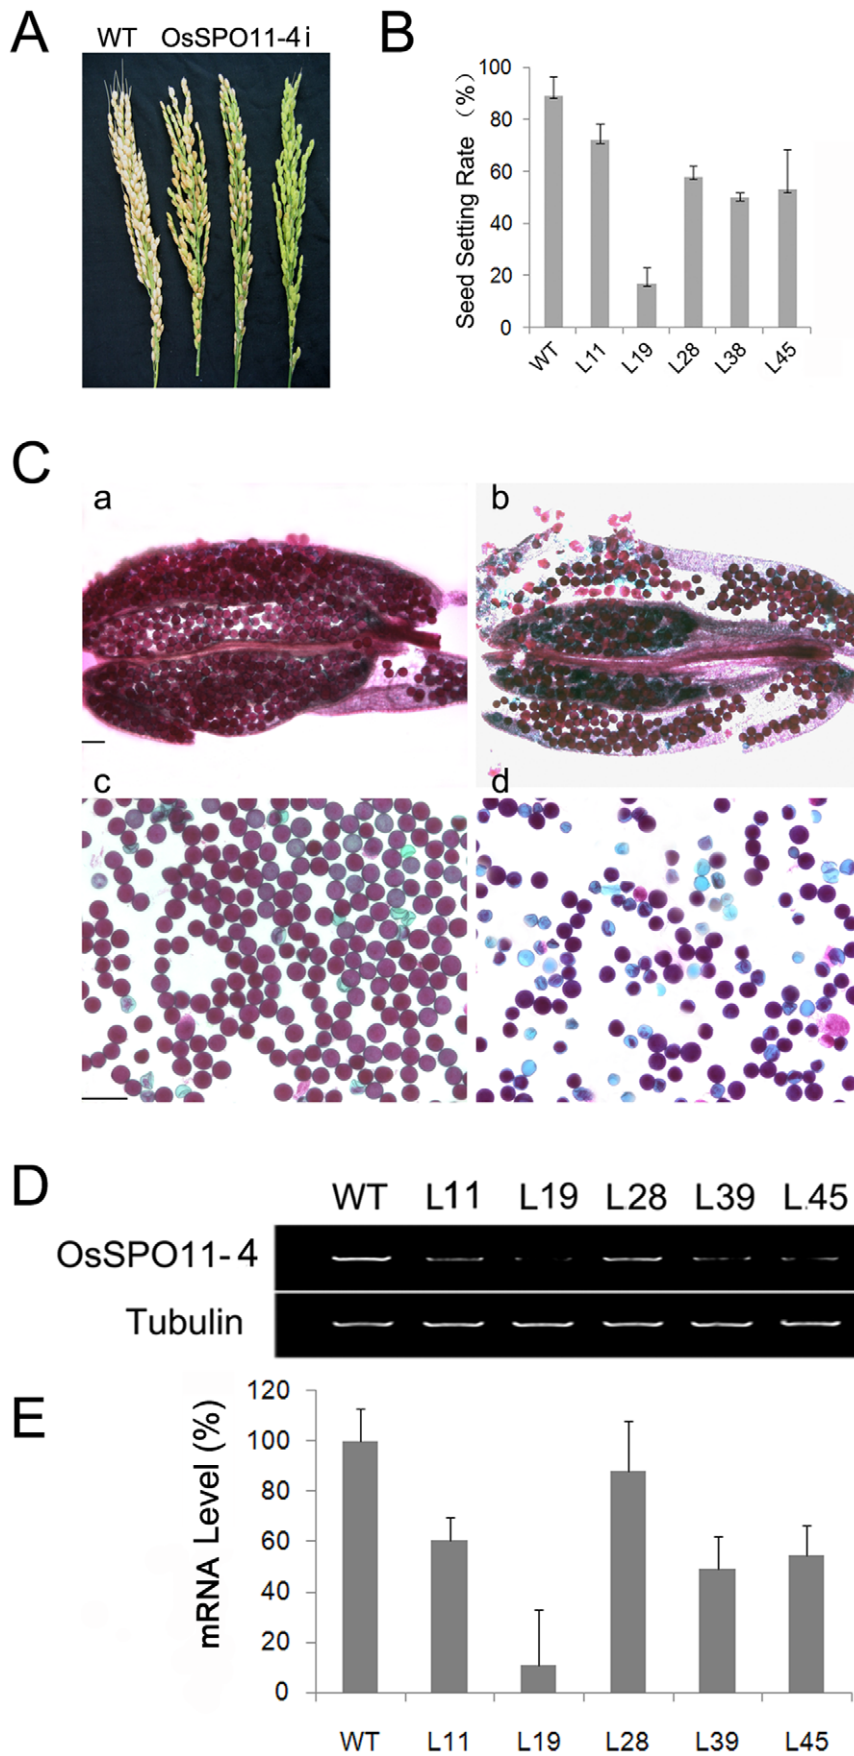 A
WT OsSPO11-4i
B
Seed Setting Rate (%)
100
80
60
40
20
0
WT L11 L19 L28 L38 L45
C
a
b
c
d
D
WT L11 L19 L28 L39 L.45
OsSPO11-4
Tubulin
E
mRNA Level (%)
120
100
80
60
40
20
0
WT L11 L19 L28 L39 L45